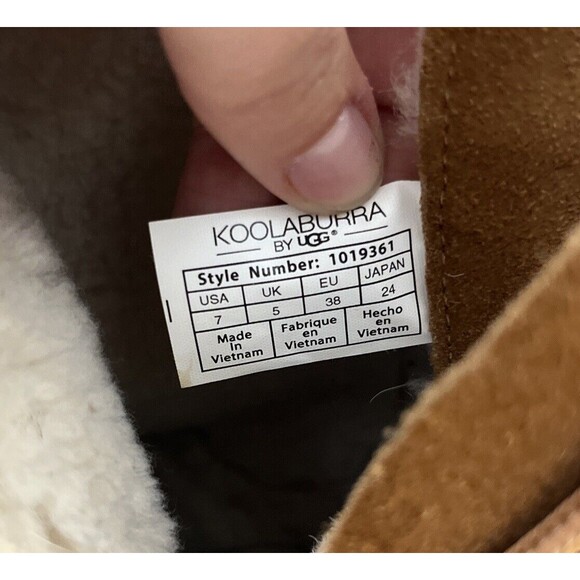 KOOLABURRA
BY UGG®
Style Number: 1019361
USA UK EU JAPAN
7 5 38 24
Made in Vietnam Fabrique en Vietnam Hecho en Vietnam